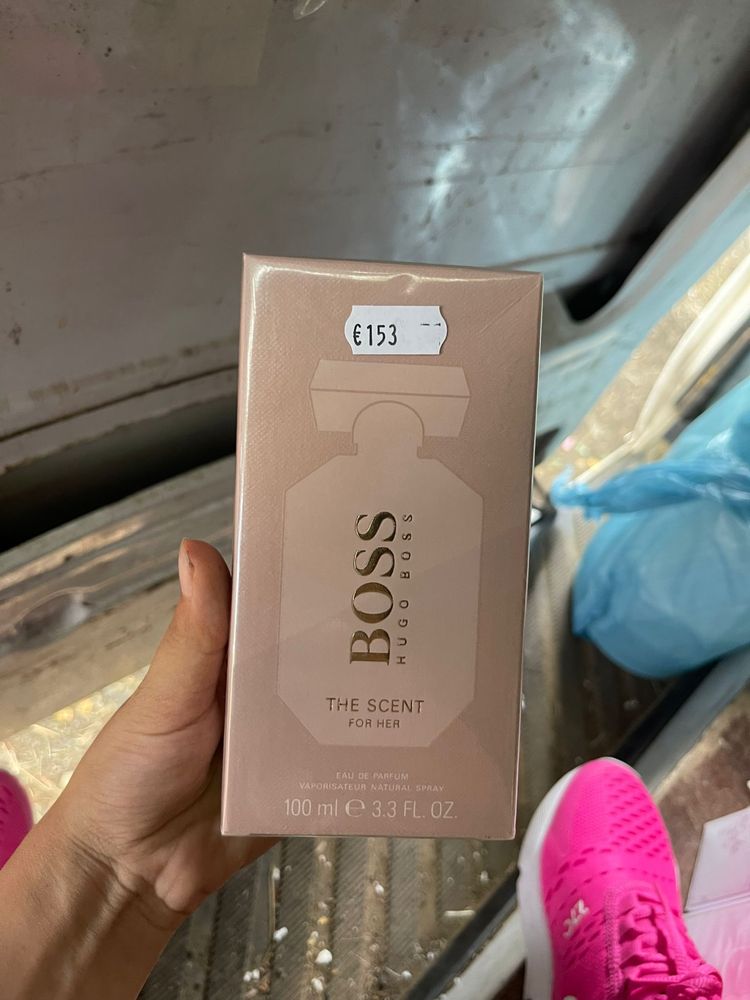 €153
BOSS
HUGO BOSS
THE SCENT
FOR HER
EAU DE PARFUM
VAPORISATEUR NATURAL SPRAY
100 ml e 3.3 FL. OZ.